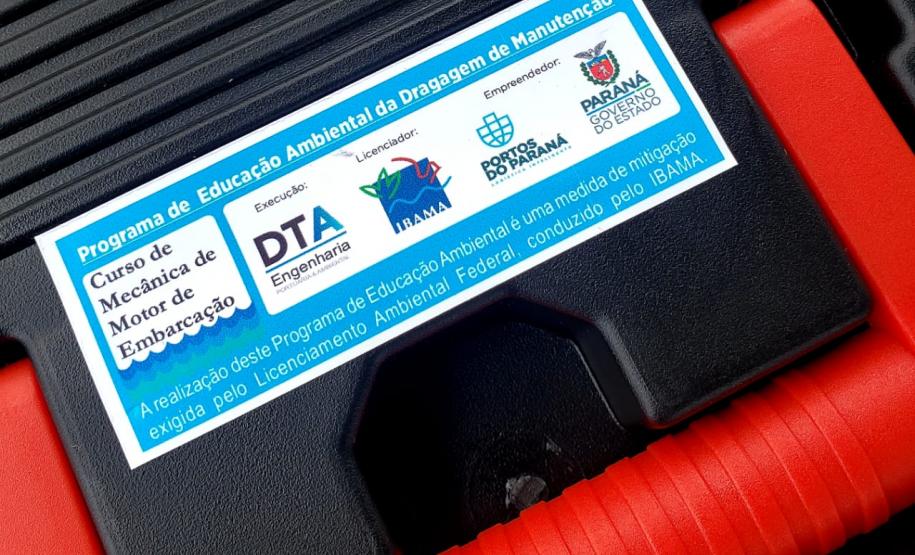 Programa de Educação Ambiental da Dragagem de Manutenção
Curso de
Mecânica de
Motor de
Embarcação
Execução:
DTA
Engenharia
PORTUÁRIA & AMBIENTAL
Licenciador:
IBAMA
Empreendedor:
PORTOS
DO PARANÁ
PARANÁ
GOVERNO
DO ESTADO
A realização deste Programa de Educação Ambiental é uma medida de mitigação
exigida pelo Licenciamento Ambiental Federal, conduzido pelo IBAMA.